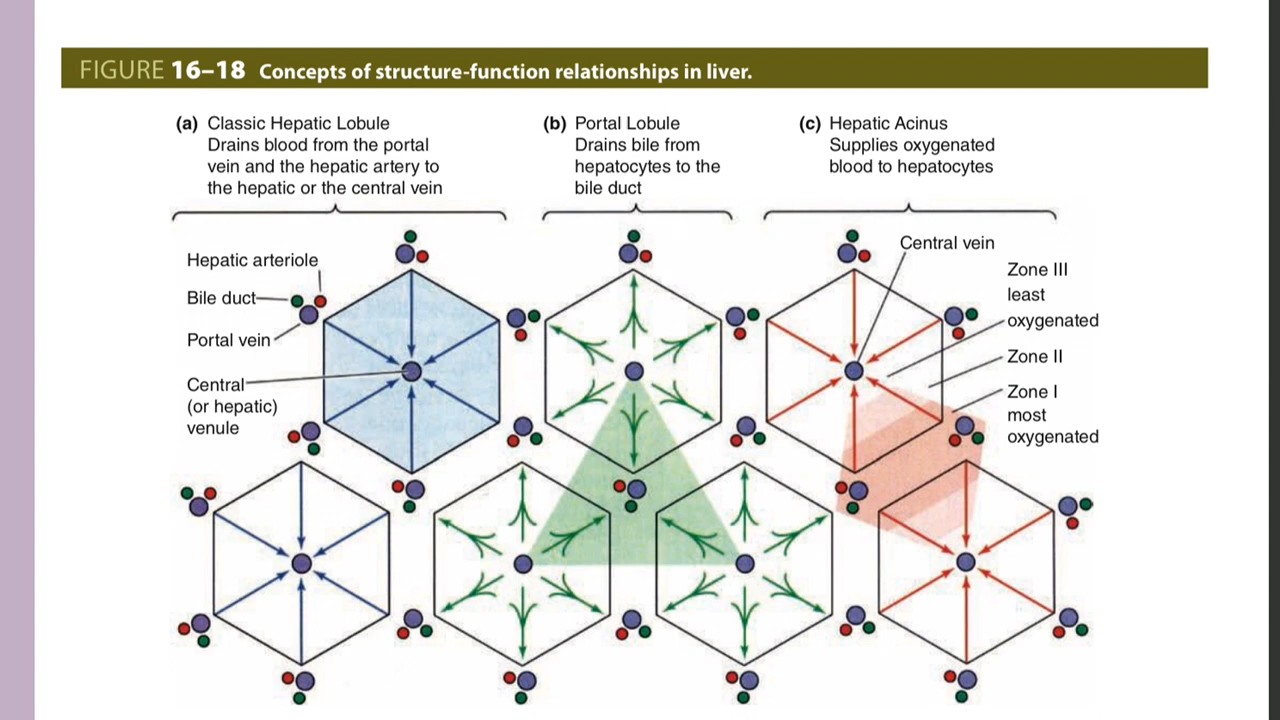 FIGURE 16–18 Concepts of structure-function relationships in liver.
(a) Classic Hepatic Lobule
Drains blood from the portal
vein and the hepatic artery to
the hepatic or the central vein
(b) Portal Lobule
Drains bile from
hepatocytes to the
bile duct
(c) Hepatic Acinus
Supplies oxygenated
blood to hepatocytes
Hepatic arteriole
Bile duct
Portal vein
Central
(or hepatic)
venule
Central vein
Zone III
least
oxygenated
Zone II
Zone I
most
oxygenated